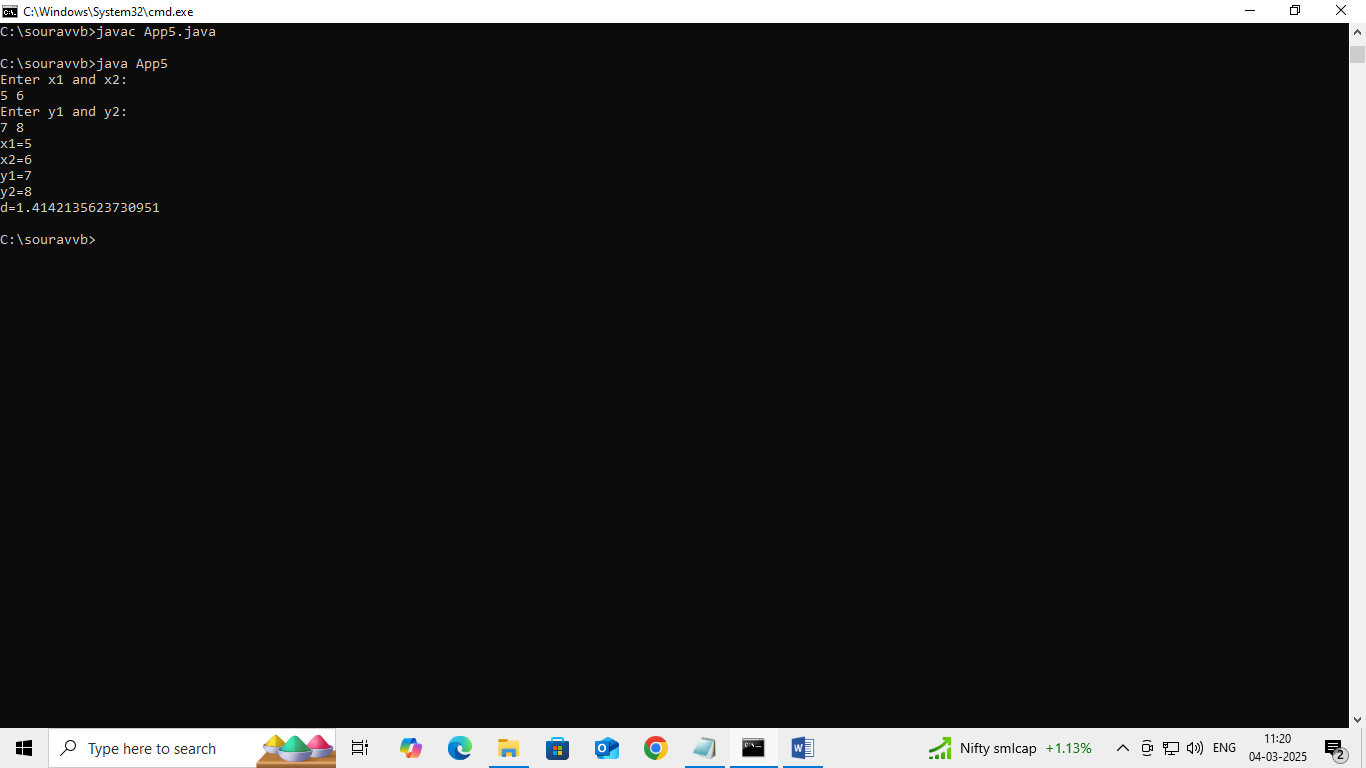 C:\Windows\System32\cmd.exe
C:\souravvb>javac App5.java
C:\souravvb>java App5
Enter x1 and x2:
5 6
Enter y1 and y2:
7 8
x1=5
x2=6
y1=7
y2=8
d=1.4142135623730951
C:\souravvb>
Type here to search
Nifty smlcap +1.13%
ENG
11:20
04-03-2025
2